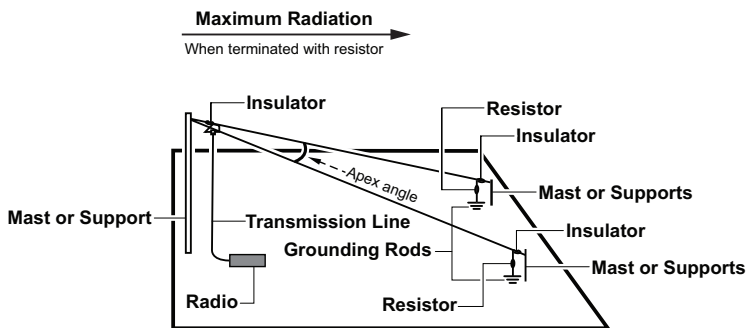 Maximum Radiation
When terminated with resistor
Insulator
Resistor
Insulator
Apex angle
Mast or Supports
Mast or Support
Transmission Line
Insulator
Grounding Rods
Mast or Supports
Radio
Resistor